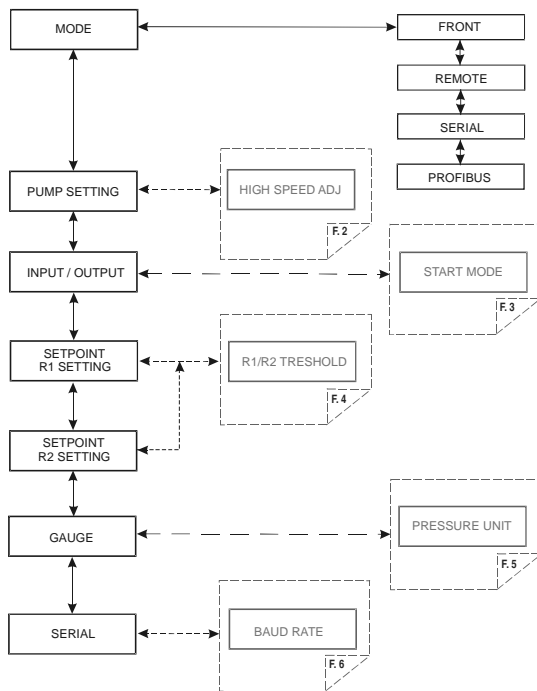 MODE
FRONT
REMOTE
SERIAL
PROFIBUS
PUMP SETTING
HIGH SPEED ADJ
F. 2
INPUT / OUTPUT
START MODE
F. 3
SETPOINT
R1 SETTING
R1/R2 TRESHOLD
F. 4
SETPOINT
R2 SETTING
GAUGE
PRESSURE UNIT
F. 5
SERIAL
BAUD RATE
F. 6